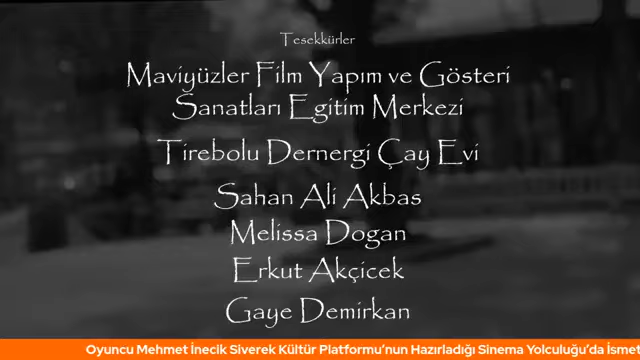 Tesekkürler
Maviyüzler Film Yapım ve Gösteri
Sanatları Egitim Merkezi
Tirebolu Dernergi Çay Evi
Sahan Ali Akbas
Melissa Dogan
Erkut Akçicek
Gaye Demirkan
Oyuncu Mehmet İnecik Siverek Kültür Platformu’nun Hazırladığı Sinema Yolculuğu’da İsmet